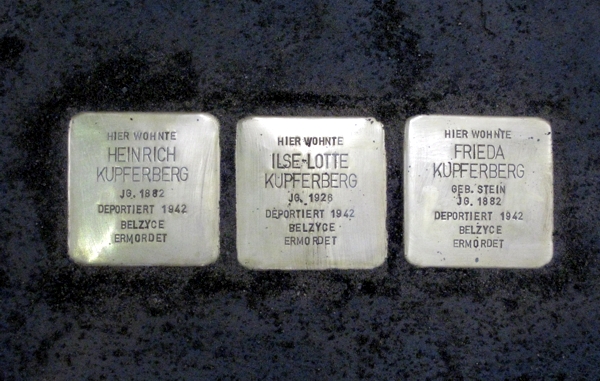 HIER WOHNTE
HEINRICH
KUPFERBERG
JG. 1882
DEPORTIERT 1942
BELZYCE
ERMORDET
HIER WOHNTE
ILSE-LOTTE
KUPFERBERG
JG. 1926
DEPORTIERT 1942
BELZYCE
ERMORDET
HIER WOHNTE
FRIEDA
KUPFERBERG
GEB. STEIN
JG. 1882
DEPORTIERT 1942
BELZYCE
ERMORDET